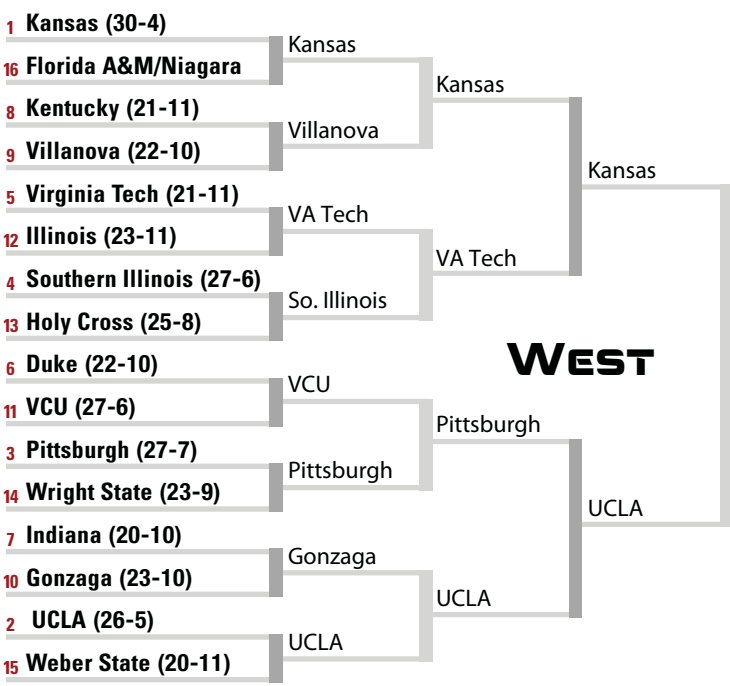 1 Kansas (30-4)
16 Florida A&M/Niagara
8 Kentucky (21-11)
9 Villanova (22-10)
5 Virginia Tech (21-11)
12 Illinois (23-11)
4 Southern Illinois (27-6)
13 Holy Cross (25-8)
6 Duke (22-10)
11 VCU (27-6)
3 Pittsburgh (27-7)
14 Wright State (23-9)
7 Indiana (20-10)
10 Gonzaga (23-10)
2 UCLA (26-5)
15 Weber State (20-11)
Kansas
Villanova
VA Tech
So. Illinois
VCU
Pittsburgh
Gonzaga
UCLA
Kansas
VA Tech
Pittsburgh
UCLA
Kansas
UCLA
West